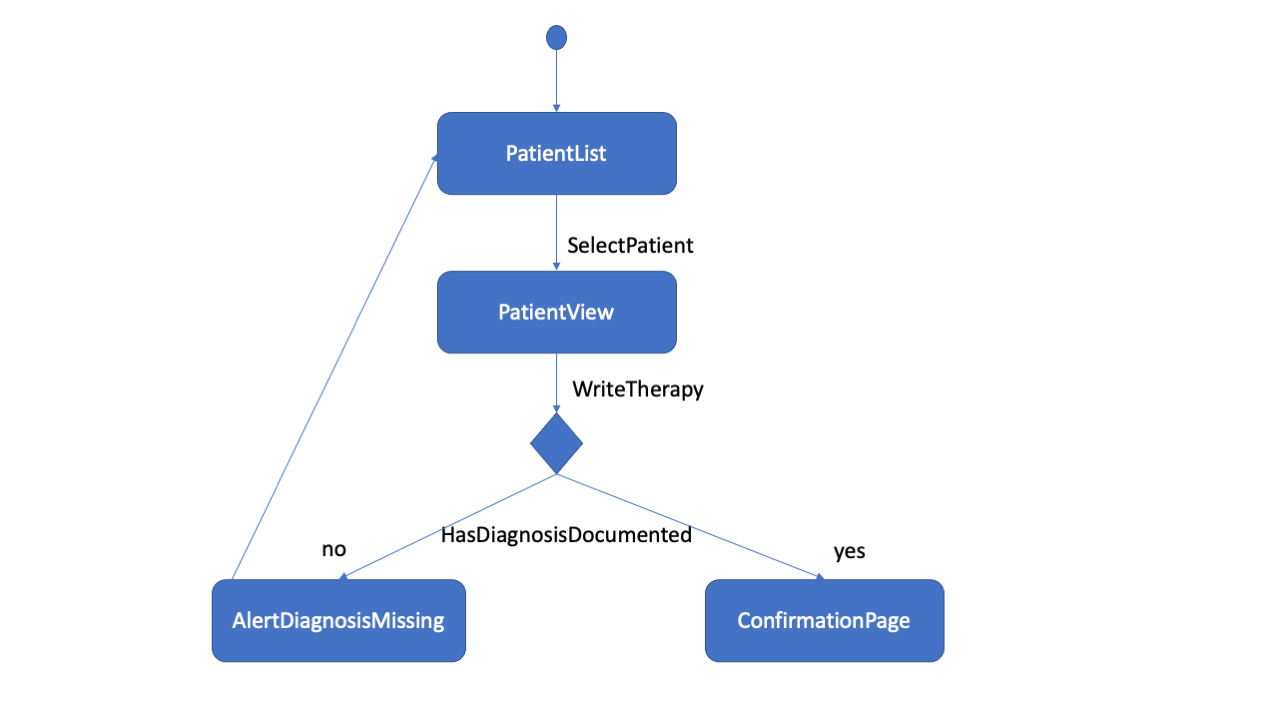 PatientList
SelectPatient
PatientView
WriteTherapy
HasDiagnosisDocumented
no
yes
AlertDiagnosisMissing
ConfirmationPage